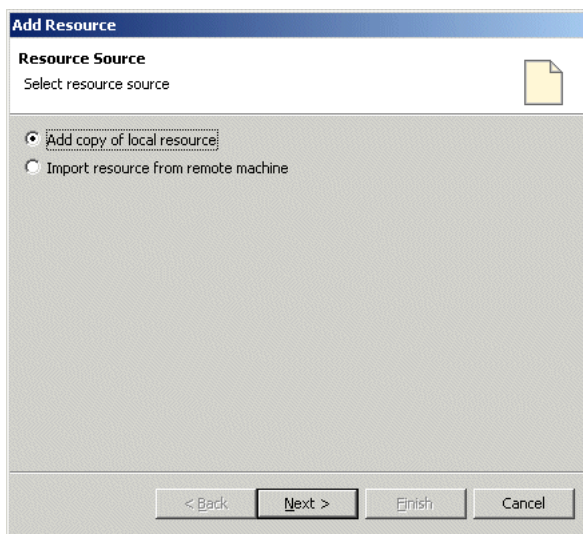 Add Resource
Resource Source
Select resource source
Add copy of local resource
Import resource from remote machine
< Back Next > Finish Cancel